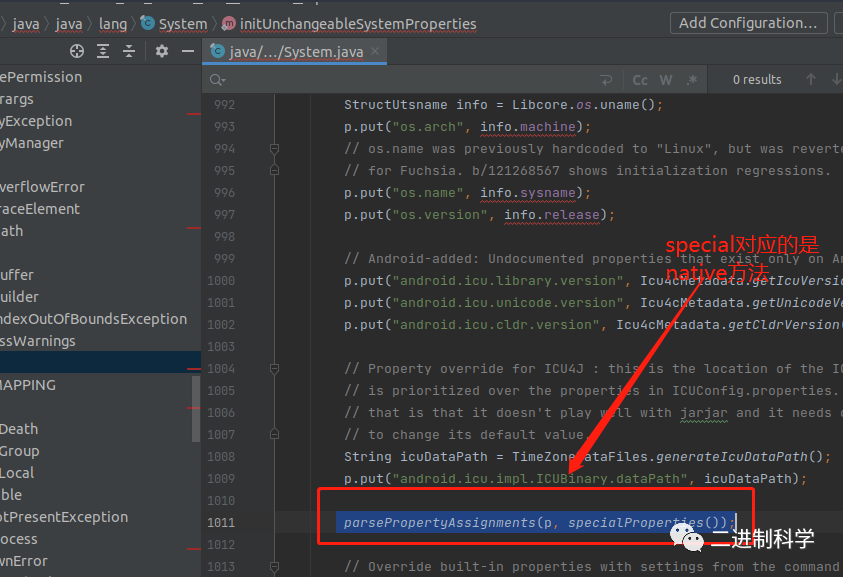 java
java
lang
System
initUnchangeableSystemProperties
Add Configuration...
java/.../System.java
Cc W .*
0 results
ePermission
rargs
yException
yManager
verflowError
raceElement
ath
uffer
uilder
ndexOutOfBoundsException
ssWarnings
MAPPING
Death
Group
Local
ble
otPresentException
ocess
wnError
992 StructUtsname info = Libcore.os.uname();
993 p.put("os.arch", info.machine);
994 // os.name was previously hardcoded to "Linux", but was reverte
995 // for Fuchsia. b/121268567 shows initialization regressions.
996 p.put("os.name", info.sysname);
997 p.put("os.version", info.release);
998
999 // Android-added: Undocumented properties that exist only on An
1000 p.put("android.icu.library.version", Icu4cMetadata.getIcuVersio
1001 p.put("android.icu.unicode.version", Icu4cMetadata.getUnicodeVe
1002 p.put("android.icu.cldr.version", Icu4cMetadata.getCldrVersion(
1003
1004 // Property override for ICU4J : this is the location of the IC
1005 // is prioritized over the properties in ICUConfig.properties.
1006 // that is that it doesn't play well with jarjar and it needs
1007 // to change its default value.
1008 String icuDataPath = TimeZoneDataFiles.generateIcuDataPath();
1009 p.put("android.icu.impl.ICUBinary.dataPath", icuDataPath);
1010
1011 parsePropertyAssignments(p, specialProperties());
1012
1013 // Override built-in properties with settings from the command
special对应的是
native方法
二进制科学